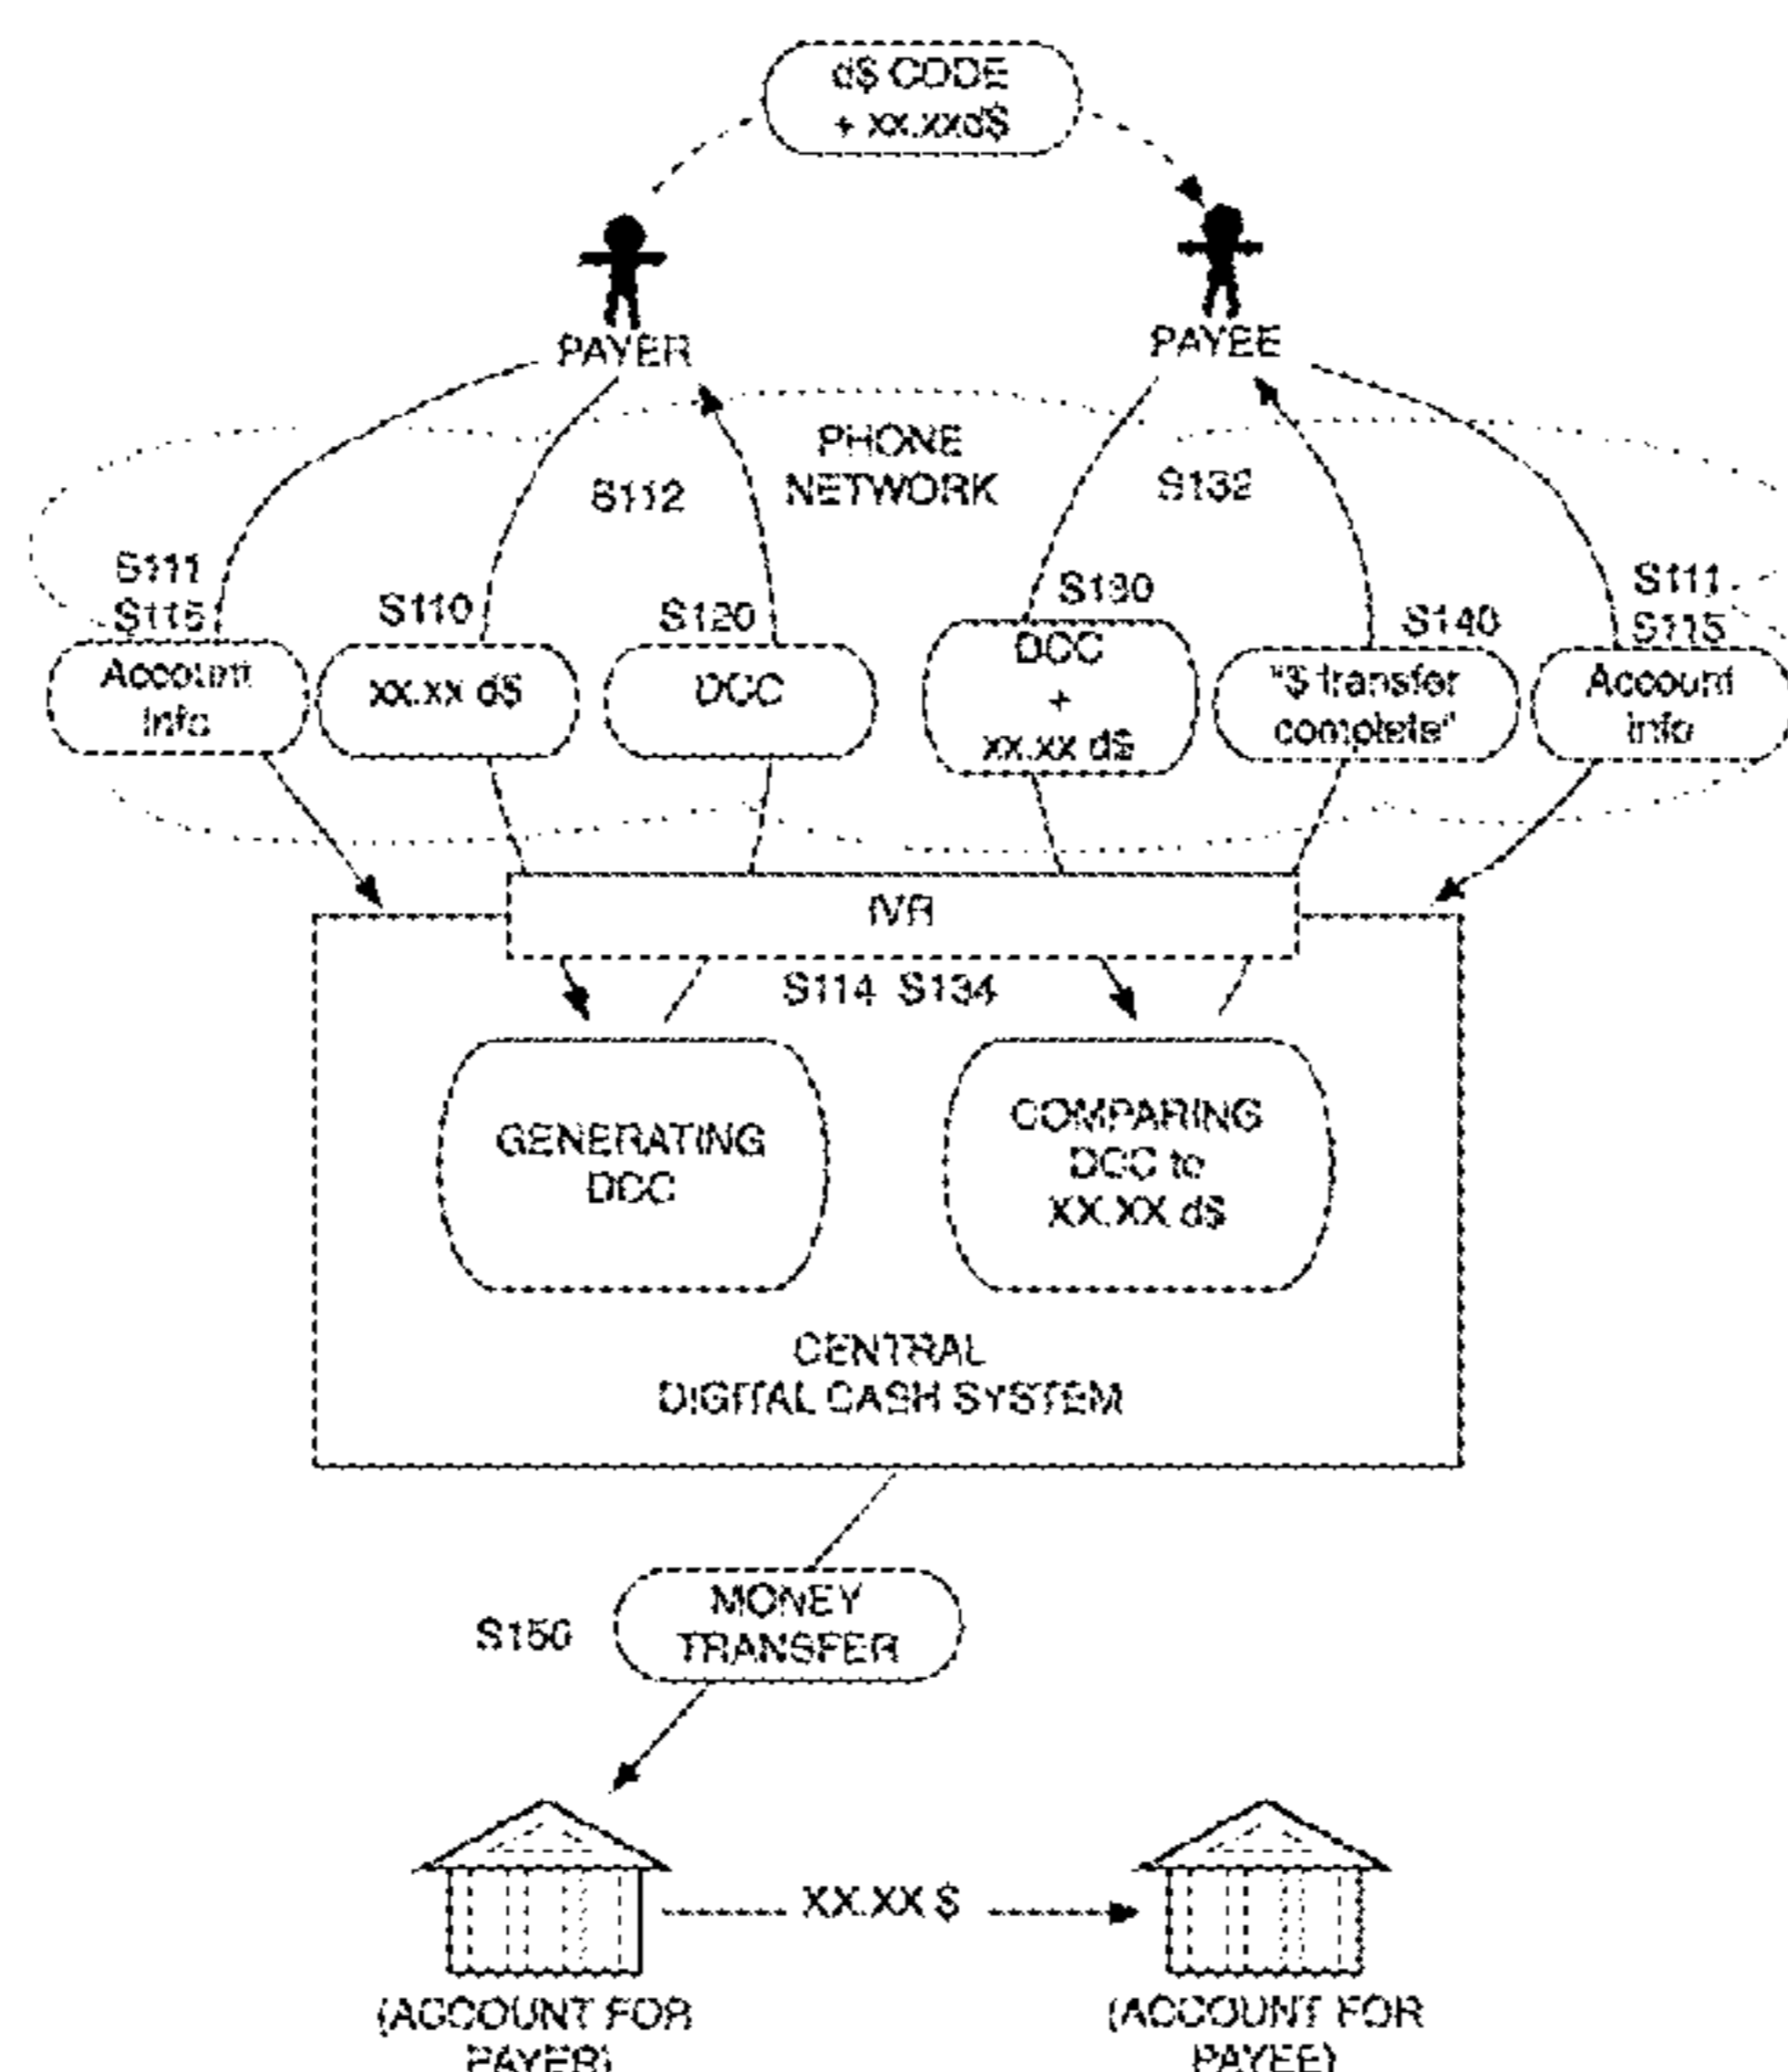 d$ CODE
+ xx.xxd$
PAYER
PAYEE
PHONE
NETWORK
S112
S132
S111
S115
S110
S120
S130
S140
S111
S115
Account
Info
xx.xx d$
DCC
DCC
+
xx.xx d$
"$ transfer
complete"
Account
info
IVR
S114 S134
GENERATING
DCC
COMPARING
DCC to
XX.XX d$
CENTRAL
DIGITAL CASH SYSTEM
S150
MONEY
TRANSFER
XX.XX $
(ACCOUNT FOR
PAYER)
(ACCOUNT FOR
PAYEE)